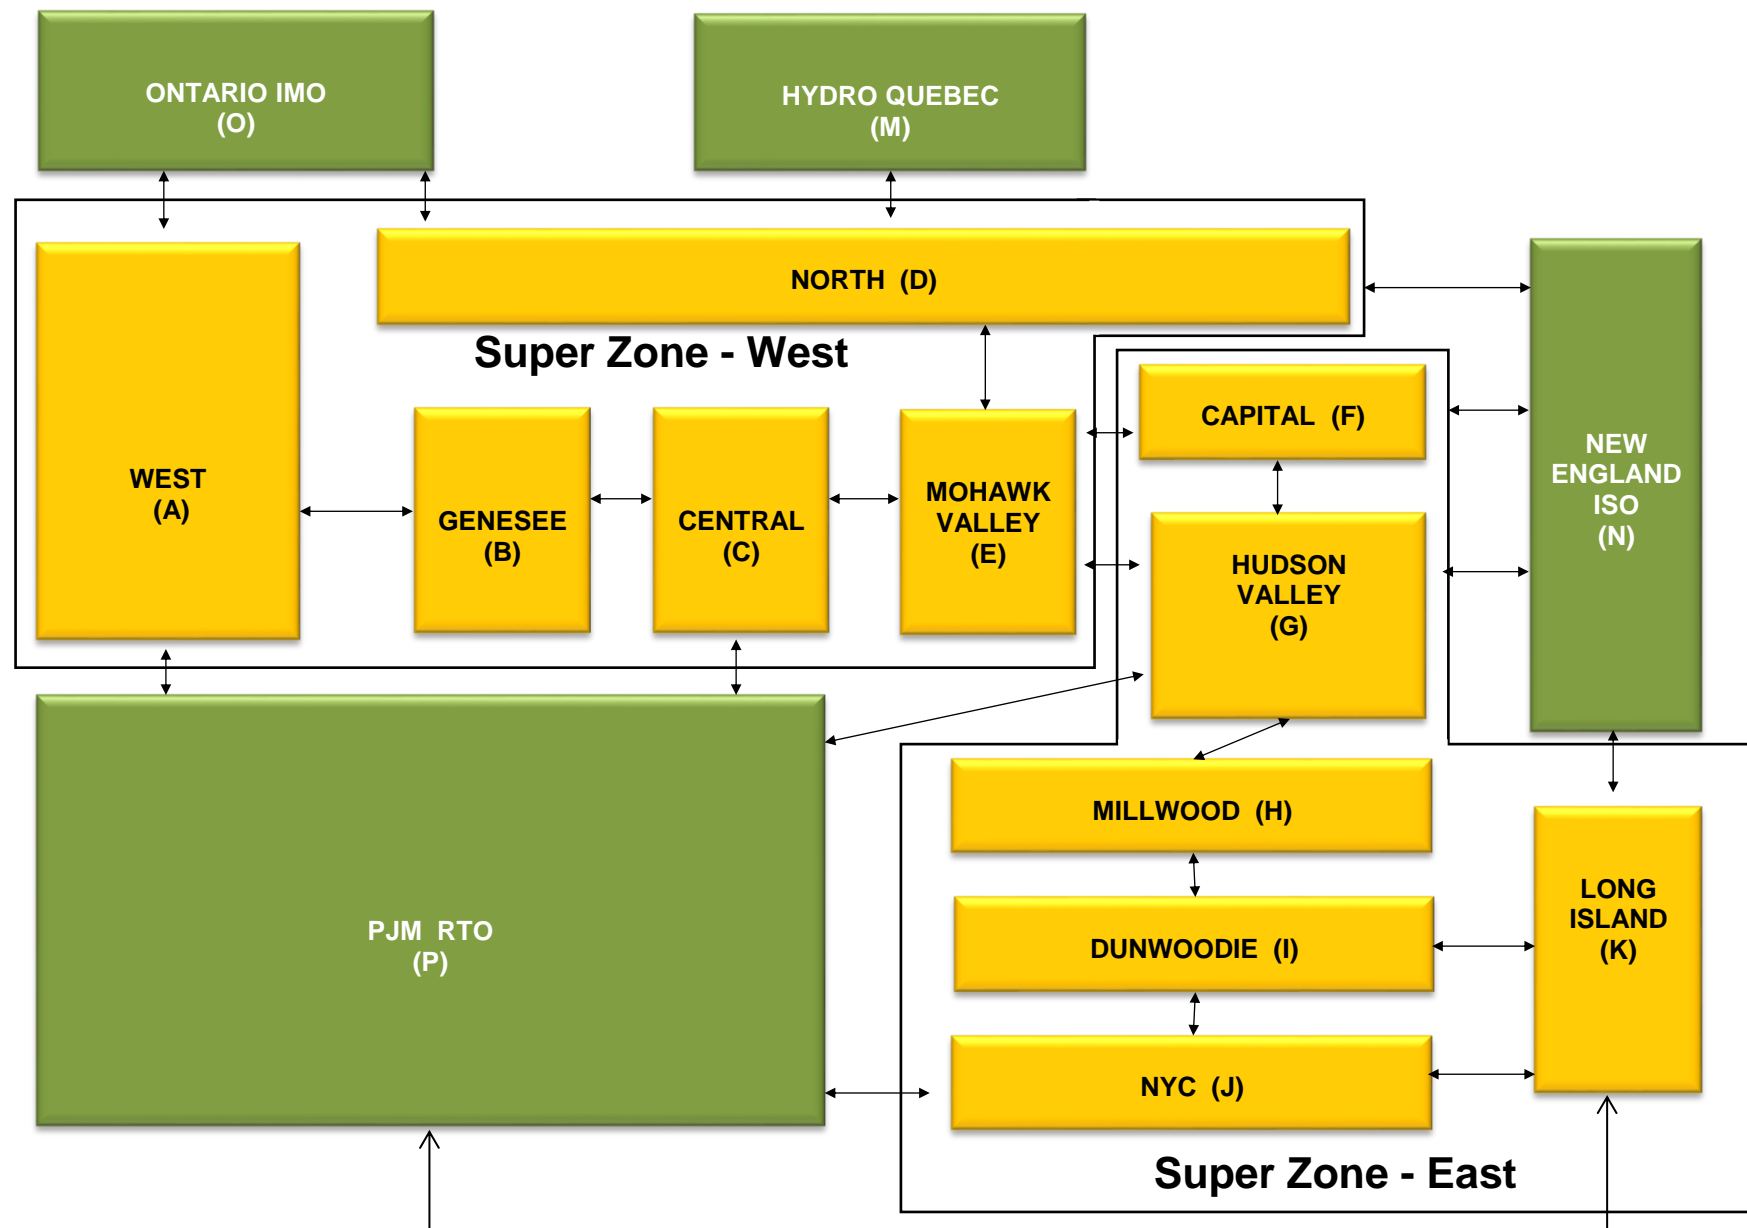 ONTARIO IMO
(O)
HYDRO QUEBEC
(M)
NORTH (D)
Super Zone - West
WEST
(A)
GENESEE
(B)
CENTRAL
(C)
MOHAWK
VALLEY
(E)
CAPITAL (F)
HUDSON
VALLEY
(G)
NEW
ENGLAND
ISO
(N)
PJM RTO
(P)
MILLWOOD (H)
DUNWOODIE (I)
NYC (J)
LONG
ISLAND
(K)
Super Zone - East